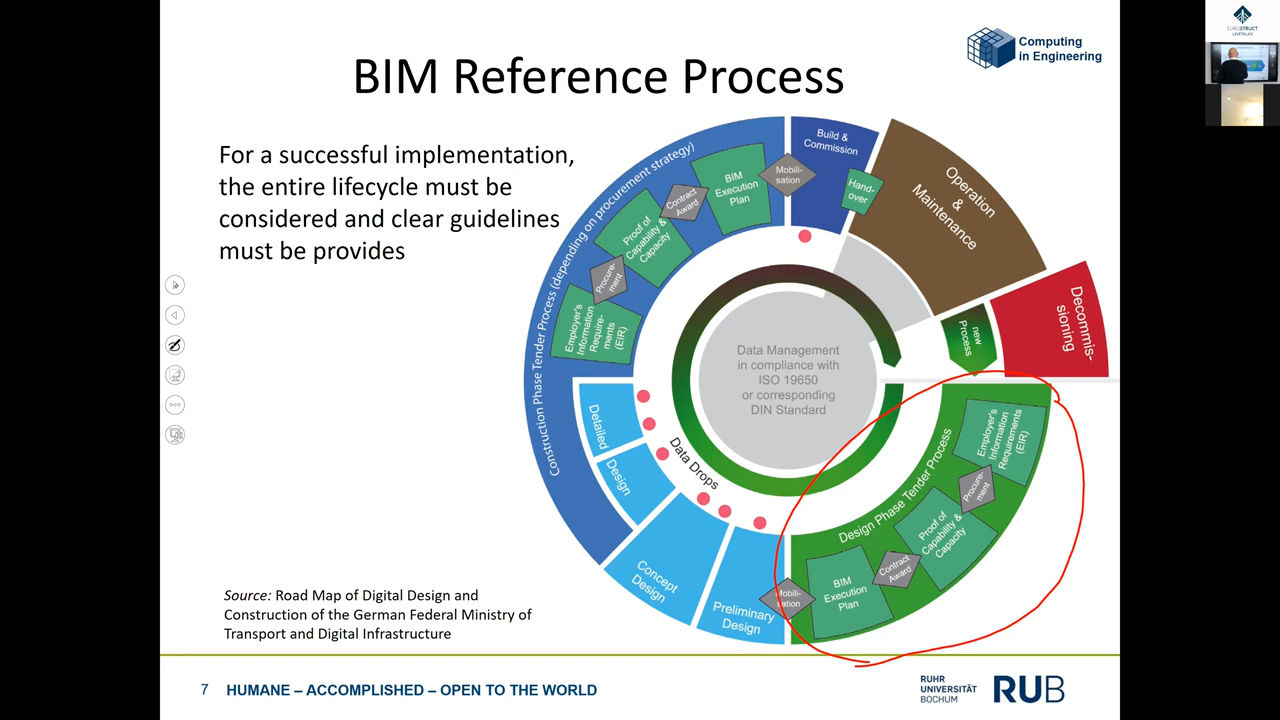 EUROSTRUCT
LIVETALKS
Computing
in Engineering
BIM Reference Process
For a successful implementation,
the entire lifecycle must be
considered and clear guidelines
must be provides
Construction Phase Tender Process (depending on procurement strategy)
Employer's
Information
Require-
ments
(EIR)
Procure-
ment
Proof of
Capability &
Capacity
Contract
Award
BIM
Execution
Plan
Mobili-
sation
Build &
Commission
Hand-
over
Operation
&
Maintenance
Decommis-
sioning
new
Process
Data Management
in compliance with
ISO 19650
or corresponding
DIN Standard
Design Phase Tender Process
Employer's
Information
Requirements
(EIR)
Procure-
ment
Proof of
Capability &
Capacity
Contract
Award
BIM
Execution
Plan
Mobili-
sation
Preliminary
Design
Concept
Design
Detailed
Design
Data Drops
Source: Road Map of Digital Design and
Construction of the German Federal Ministry of
Transport and Digital Infrastructure
7 HUMANE – ACCOMPLISHED – OPEN TO THE WORLD
RUHR
UNIVERSITÄT
BOCHUM
RUB